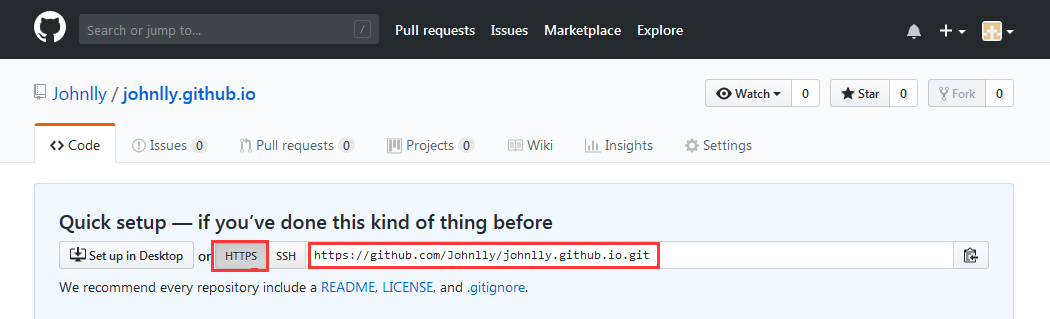 Search or jump to... / Pull requests Issues Marketplace Explore
Johnlly / johnlly.github.io Watch 0 Star 0 Fork 0
Code Issues 0 Pull requests 0 Projects 0 Wiki Insights Settings
Quick setup — if you’ve done this kind of thing before
Set up in Desktop or HTTPS SSH https://github.com/Johnlly/johnlly.github.io.git
We recommend every repository include a README, LICENSE, and .gitignore.